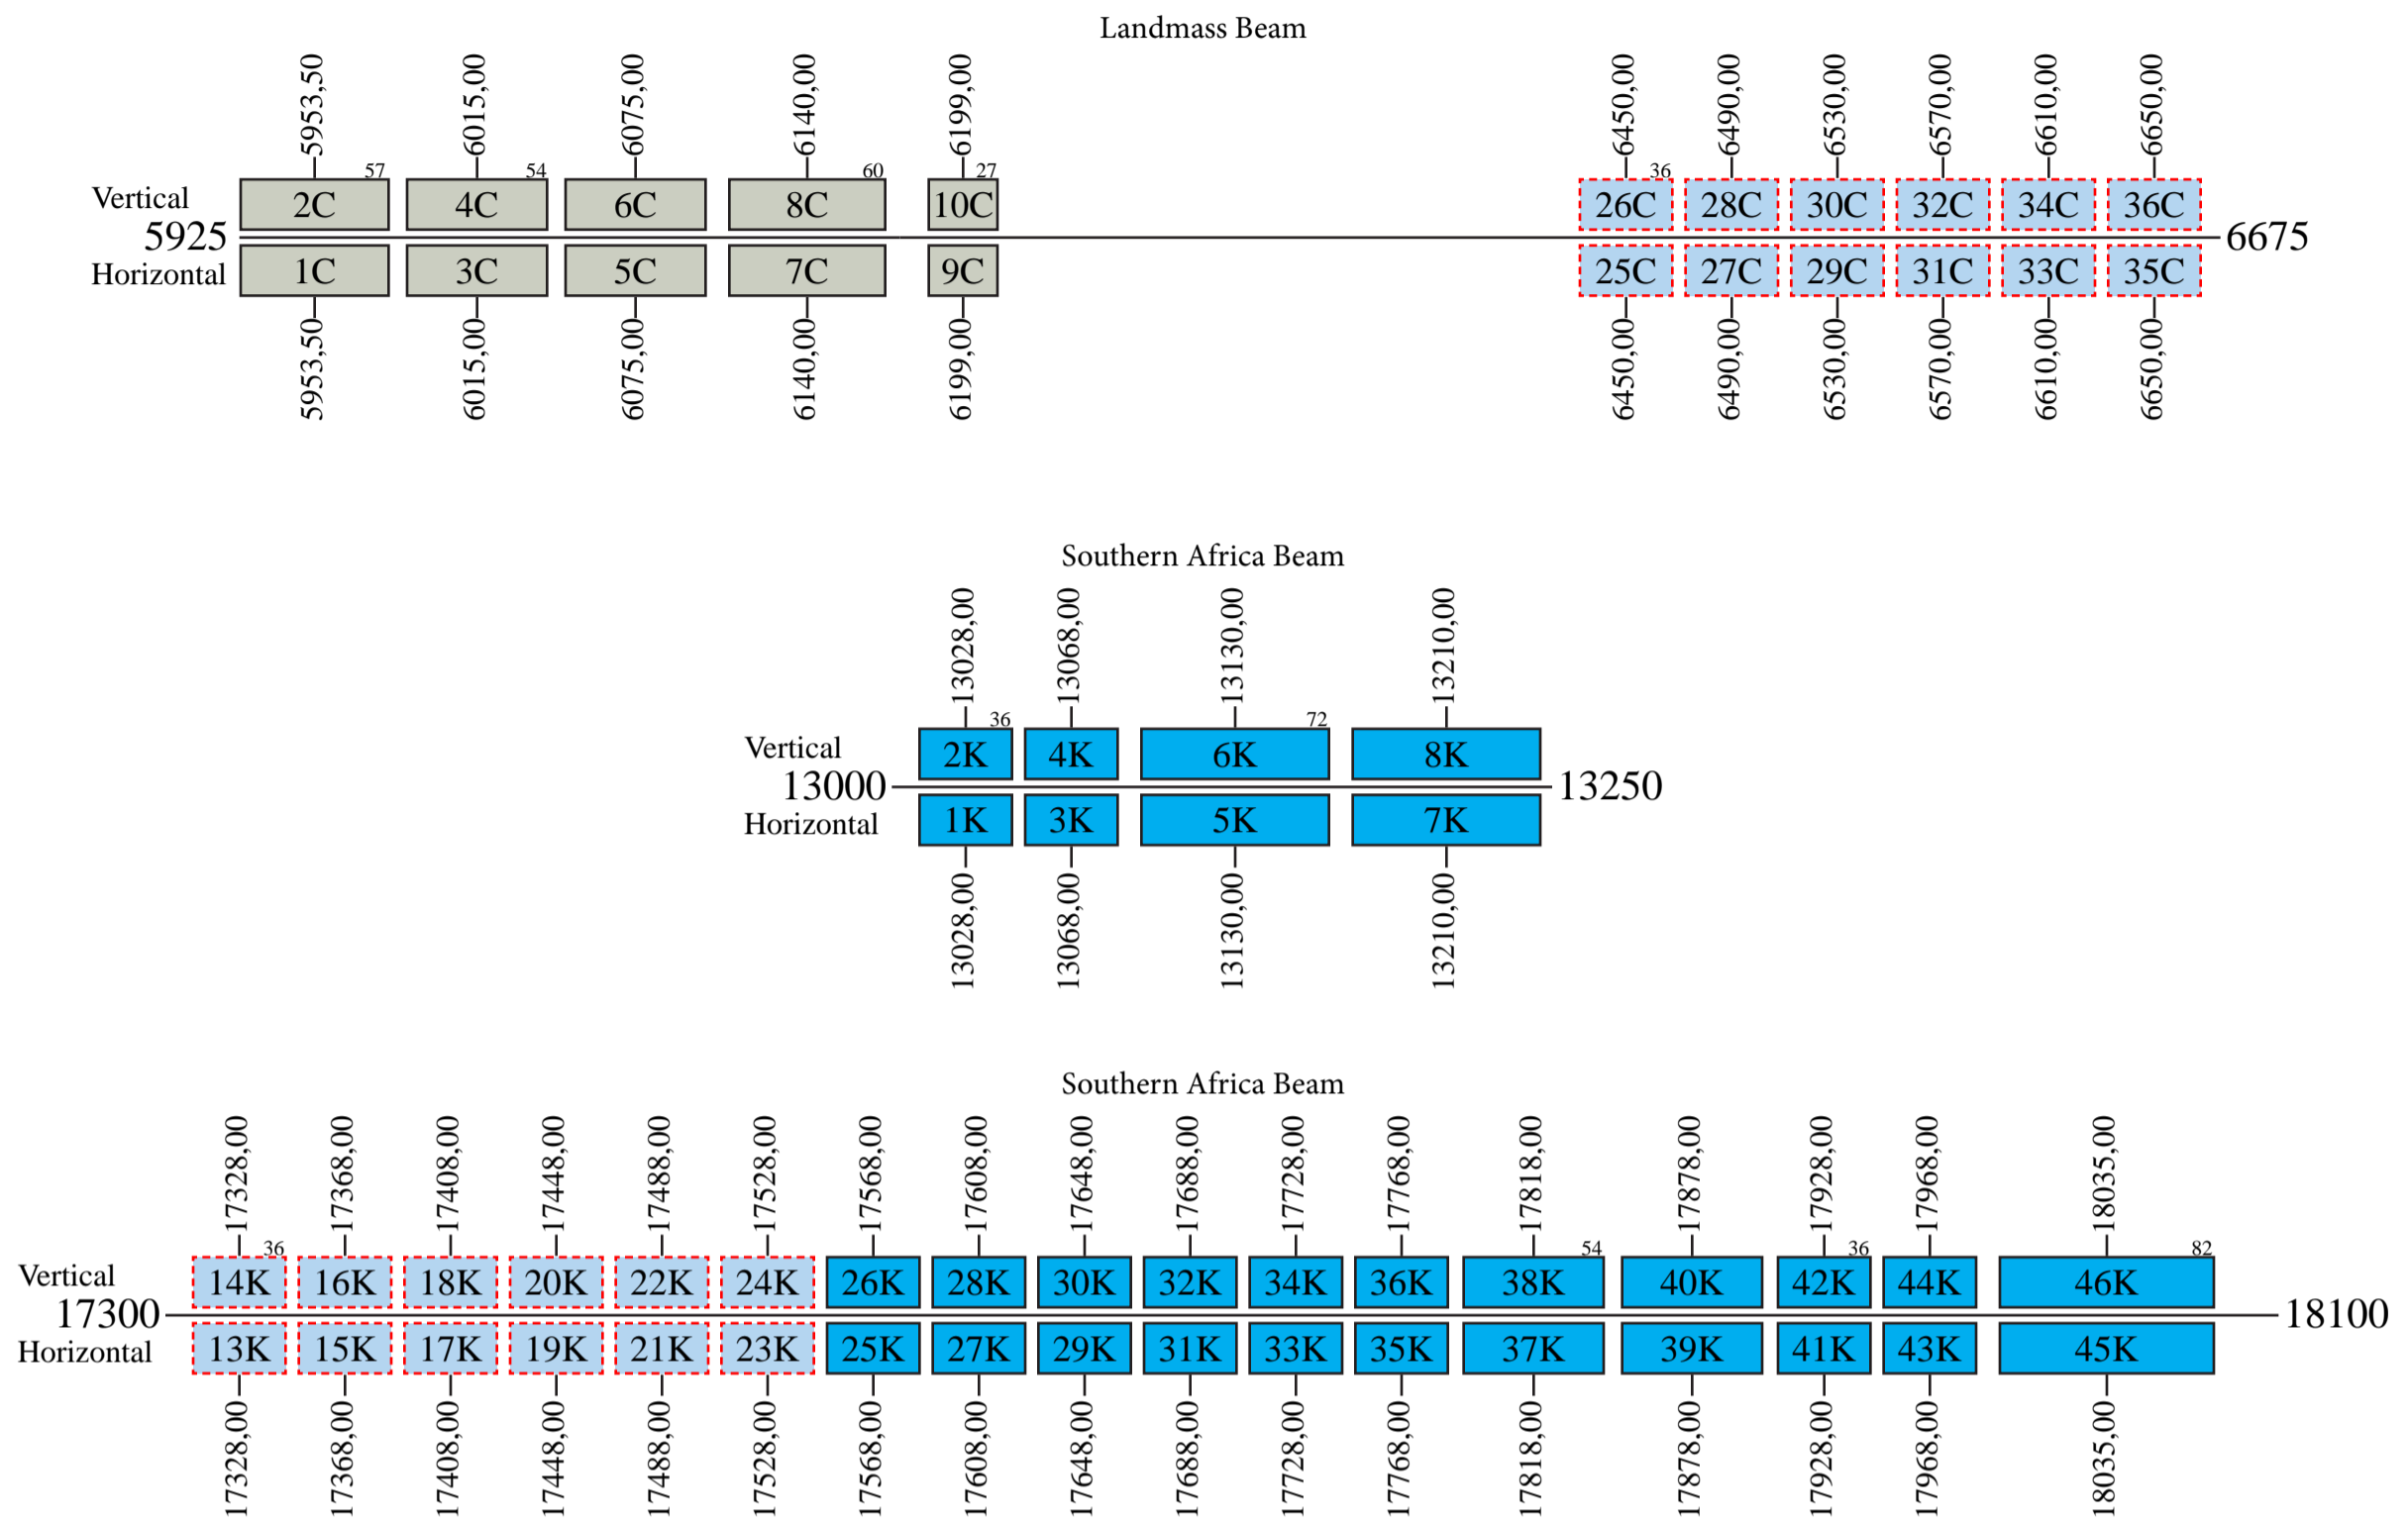 Landmass Beam
5953,50 6015,00 6075,00 6140,00 6199,00 6450,00 6490,00 6530,00 6570,00 6610,00 6650,00
57 54 60 27 36
Vertical 2C 4C 6C 8C 10C 26C 28C 30C 32C 34C 36C
5925 6675
Horizontal 1C 3C 5C 7C 9C 25C 27C 29C 31C 33C 35C
5953,50 6015,00 6075,00 6140,00 6199,00 6450,00 6490,00 6530,00 6570,00 6610,00 6650,00
Southern Africa Beam
13028,00 13068,00 13130,00 13210,00
36 72
Vertical 2K 4K 6K 8K
13000 13250
Horizontal 1K 3K 5K 7K
13028,00 13068,00 13130,00 13210,00
Southern Africa Beam
17328,00 17368,00 17408,00 17448,00 17488,00 17528,00 17568,00 17608,00 17648,00 17688,00 17728,00 17768,00 17818,00 17878,00 17928,00 17968,00 18035,00
36 54 36 82
Vertical 14K 16K 18K 20K 22K 24K 26K 28K 30K 32K 34K 36K 38K 40K 42K 44K 46K
17300 18100
Horizontal 13K 15K 17K 19K 21K 23K 25K 27K 29K 31K 33K 35K 37K 39K 41K 43K 45K
17328,00 17368,00 17408,00 17448,00 17488,00 17528,00 17568,00 17608,00 17648,00 17688,00 17728,00 17768,00 17818,00 17878,00 17928,00 17968,00 18035,00